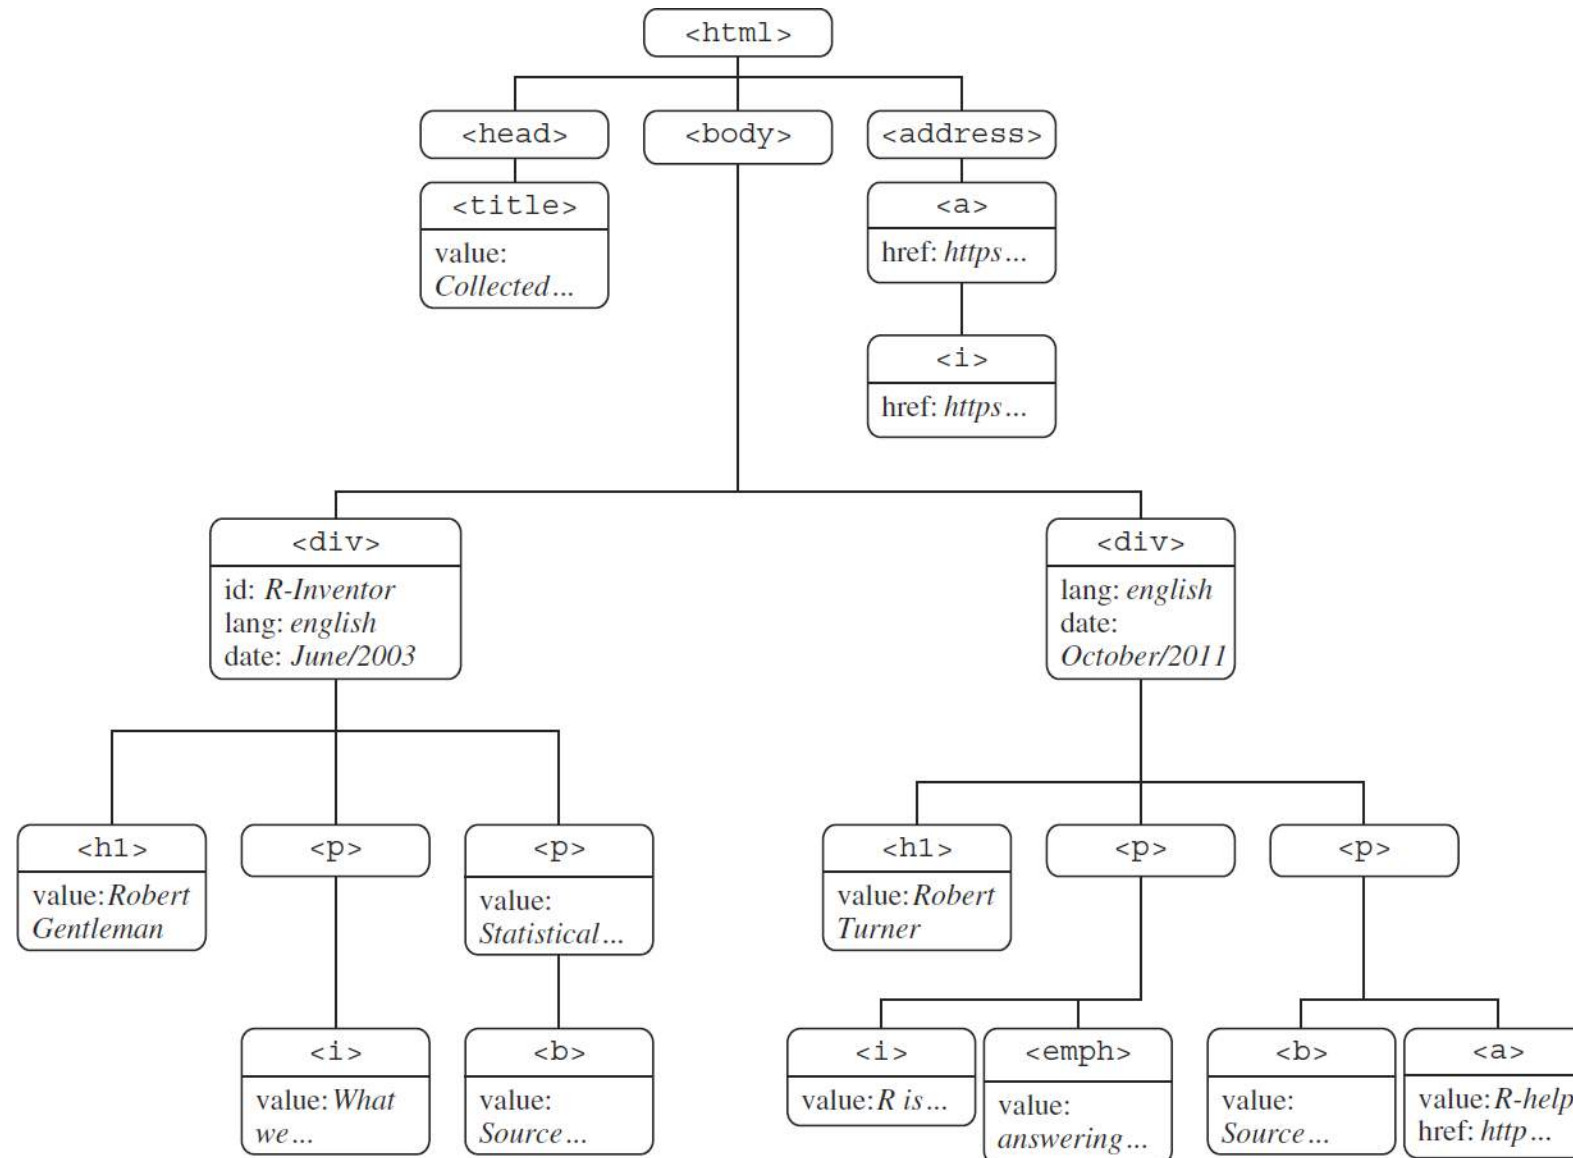 <html>
<head>
<body>
<address>
<title>
value:
Collected...
<a>
href: https...
<i>
href: https...
<div>
id: R-Inventor
lang: english
date: June/2003
<div>
lang: english
date:
October/2011
<h1>
value: Robert
Gentleman
<p>
<p>
value:
Statistical...
<h1>
value: Robert
Turner
<p>
<p>
<i>
value: What
we...
<b>
value:
Source...
<i>
value: R is...
<emph>
value:
answering...
<b>
value:
Source...
<a>
value: R-help
href: http...